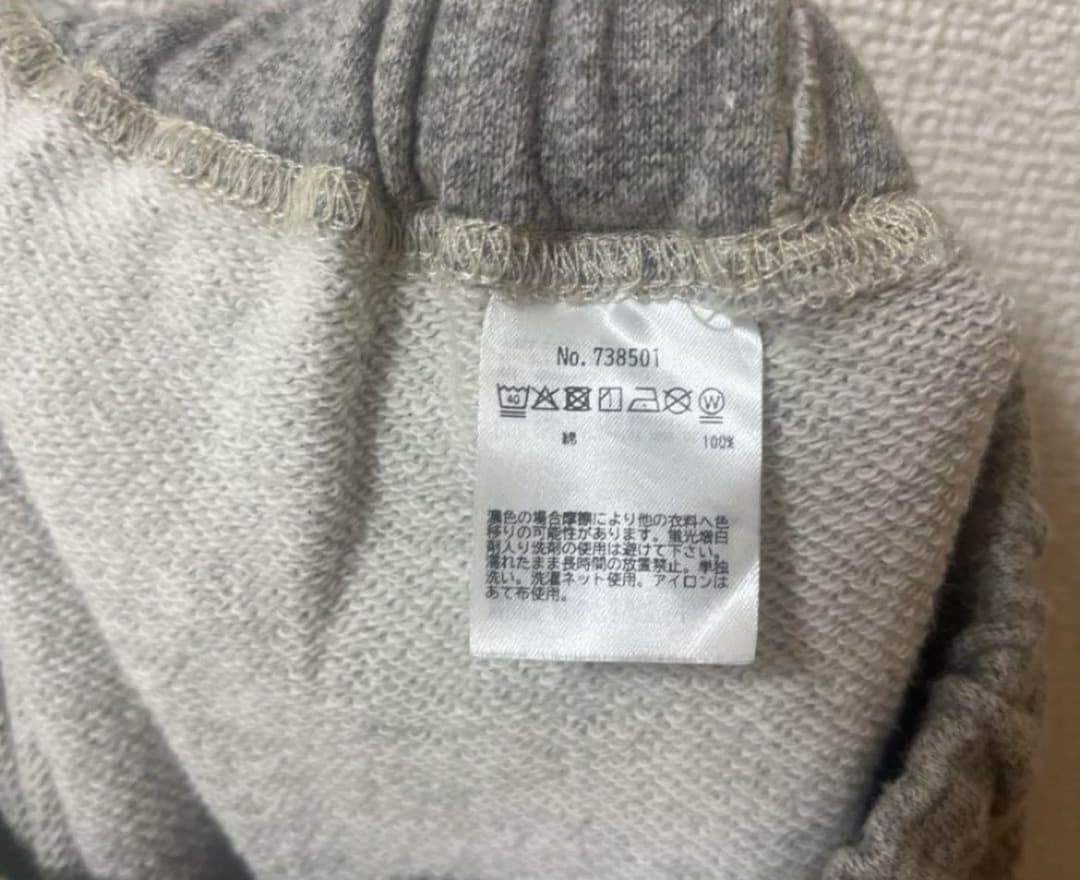 No. 738501
40 W
綿 100%
濃色の場合摩擦により他の衣料へ色
移りの可能性があります。蛍光増白
剤入り洗剤の使用は避けて下さい。
濡れたまま長時間の放置禁止。単独
洗い。洗濯ネット使用。アイロンは
あて布使用。